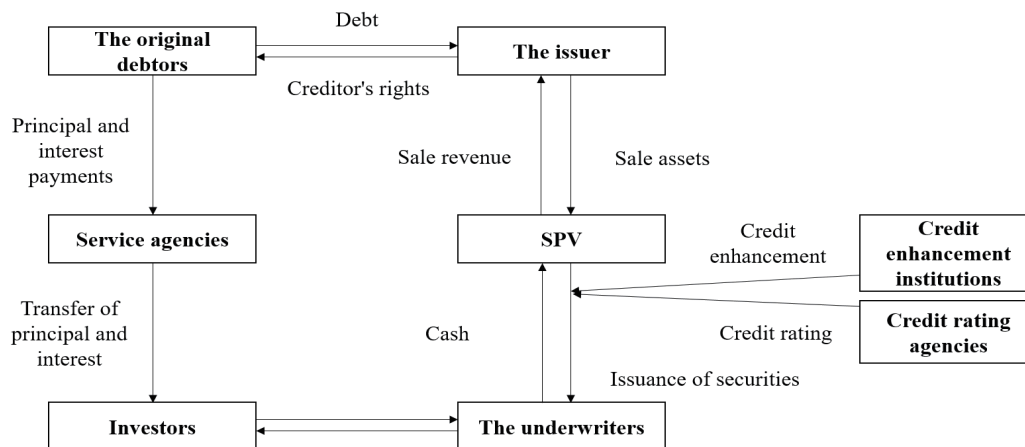 Debt
The original
debtors
The issuer
Creditor's rights
Principal and
interest
payments
Sale revenue
Sale assets
Service agencies
SPV
Credit
enhancement
Credit
enhancement
institutions
Transfer of
principal and
interest
Cash
Credit rating
Credit rating
agencies
Issuance of securities
Investors
The underwriters